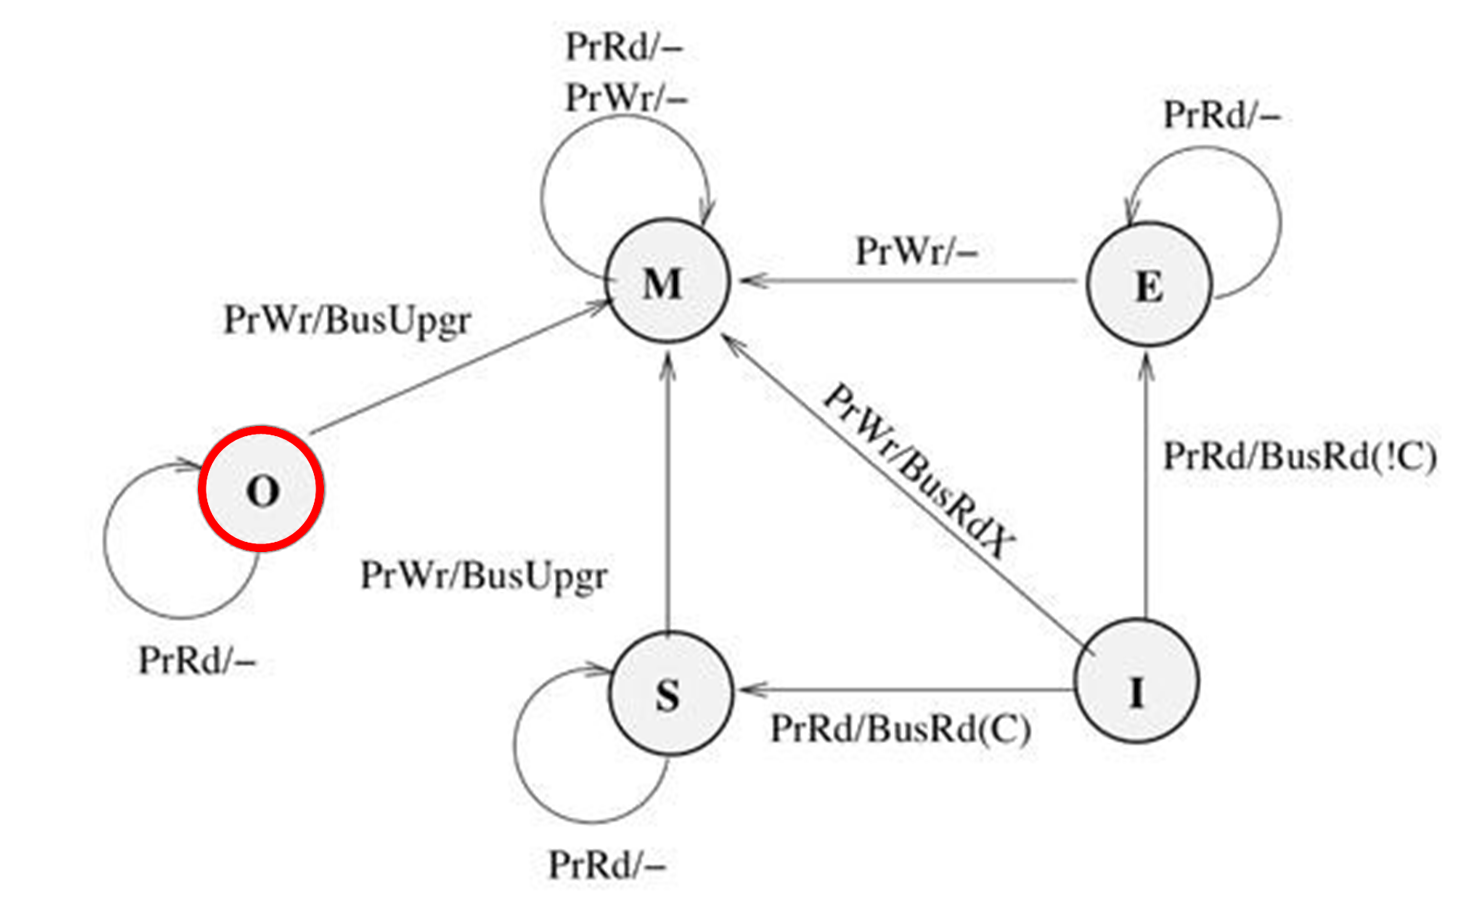 PrRd/–
PrWr/–
PrRd/–
PrWr/–
M
E
PrWr/BusUpgr
PrWr/BusRdX
PrRd/BusRd(!C)
O
PrWr/BusUpgr
PrRd/–
S
I
PrRd/BusRd(C)
PrRd/–